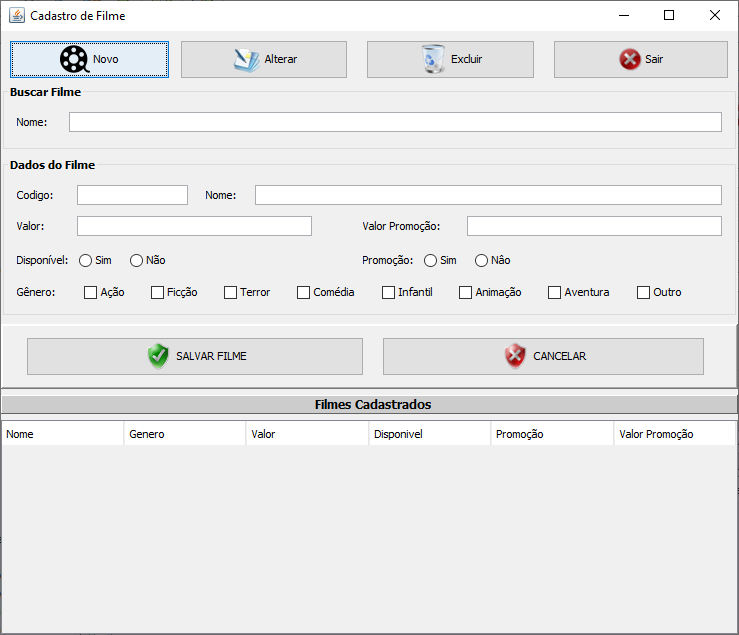 Cadastro de Filme
Novo Alterar Excluir Sair
Buscar Filme
Nome:
Dados do Filme
Codigo: Nome:
Valor: Valor Promoção:
Disponível: Sim Não Promoção: Sim Nâo
Gênero: Ação Ficção Terror Comédia Infantil Animação Aventura Outro
SALVAR FILME CANCELAR
Filmes Cadastrados
Nome Genero Valor Disponivel Promoção Valor Promoção